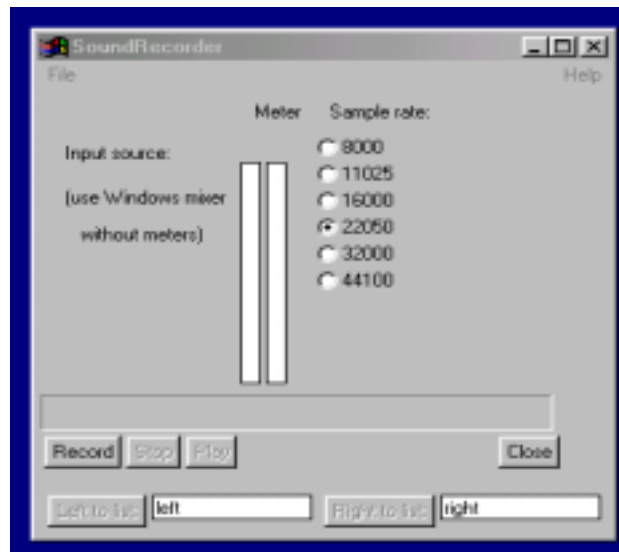 SoundRecorder
File Help
Meter Sample rate:
Input source:
(use Windows mixer
without meters)
8000
11025
16000
22050
32000
44100
Record Stop Play Close
Left to list: left Right to list: right